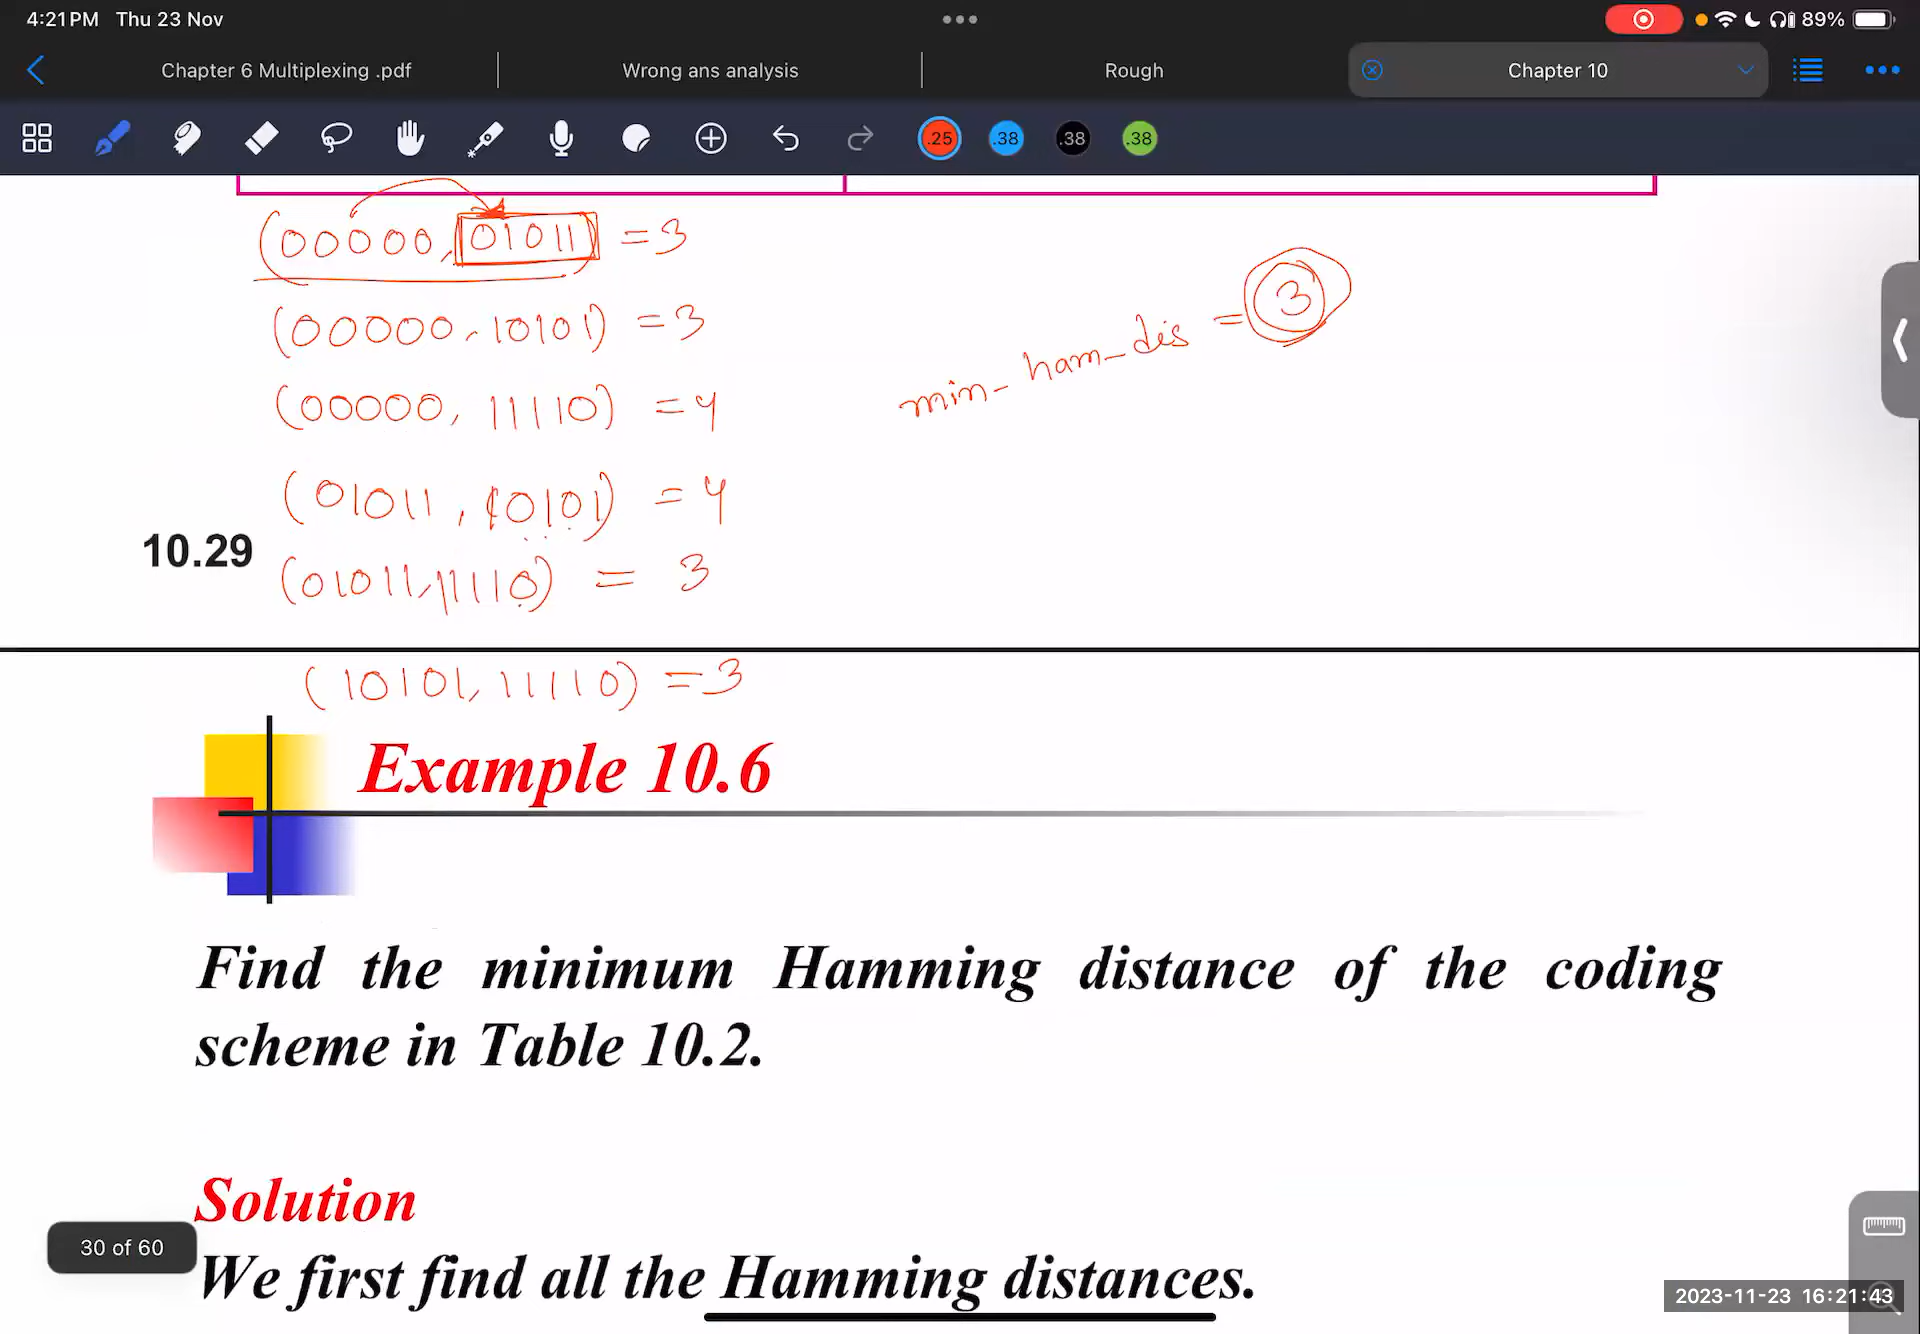 4:21 PM Thu 23 Nov
89%
Chapter 6 Multiplexing .pdf
Wrong ans analysis
Rough
Chapter 10
.25 .38 .38 .38
(00000, 01011) = 3
(00000, 10101) = 3
(00000, 11110) = 4
(01011, 10101) = 4
10.29
(01011, 11110) = 3
min-ham-dis = 3
(10101, 11110) = 3
Example 10.6
Find the minimum Hamming distance of the coding
scheme in Table 10.2.
Solution
30 of 60
We first find all the Hamming distances.
2023-11-23 16:21:43